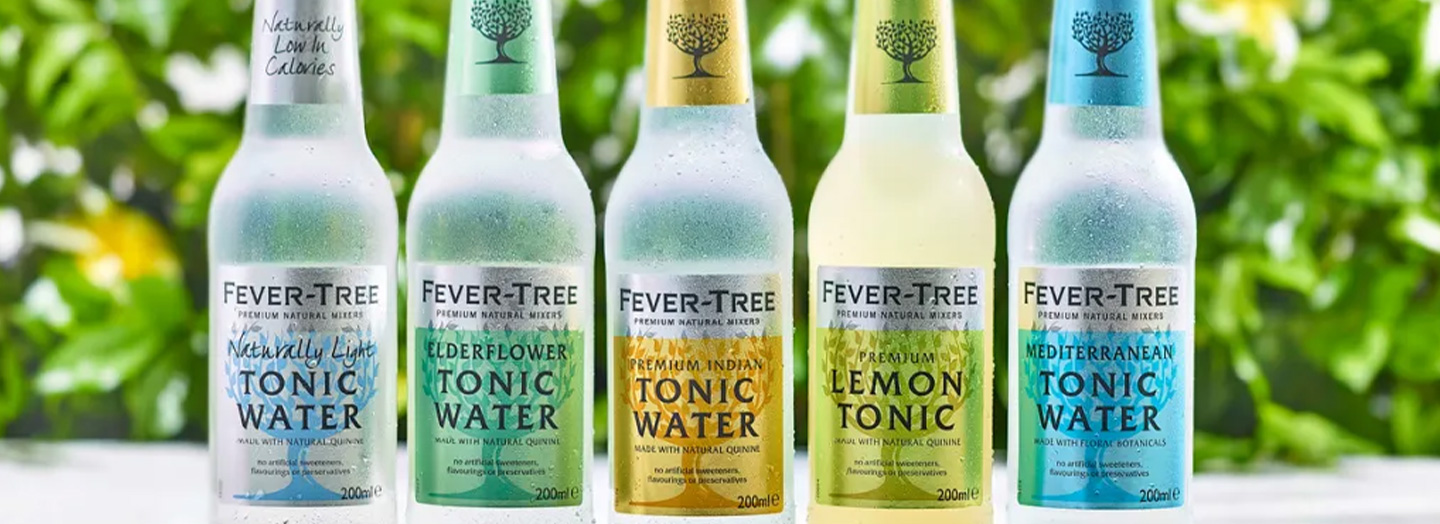 Naturally
Low In
Calories
FEVER-TREE
PREMIUM NATURAL MIXERS
Naturally Light
TONIC
WATER
MADE WITH NATURAL QUININE
no artificial sweeteners,
flavourings or preservatives
200ml e
FEVER-TREE
PREMIUM NATURAL MIXERS
ELDERFLOWER
TONIC
WATER
MADE WITH NATURAL QUININE
no artificial sweeteners,
flavourings or preservatives
200ml e
FEVER-TREE
PREMIUM NATURAL MIXERS
PREMIUM INDIAN
TONIC
WATER
MADE WITH NATURAL QUININE
no artificial sweeteners,
flavourings or preservatives
200ml e
FEVER-TREE
PREMIUM NATURAL MIXERS
PREMIUM
LEMON
TONIC
MADE WITH NATURAL QUININE
no artificial sweeteners,
flavourings or preservatives
200ml e
FEVER-TREE
PREMIUM NATURAL MIXERS
MEDITERRANEAN
TONIC
WATER
MADE WITH FLORAL BOTANICALS
no artificial sweeteners,
flavourings or preservatives
200ml e